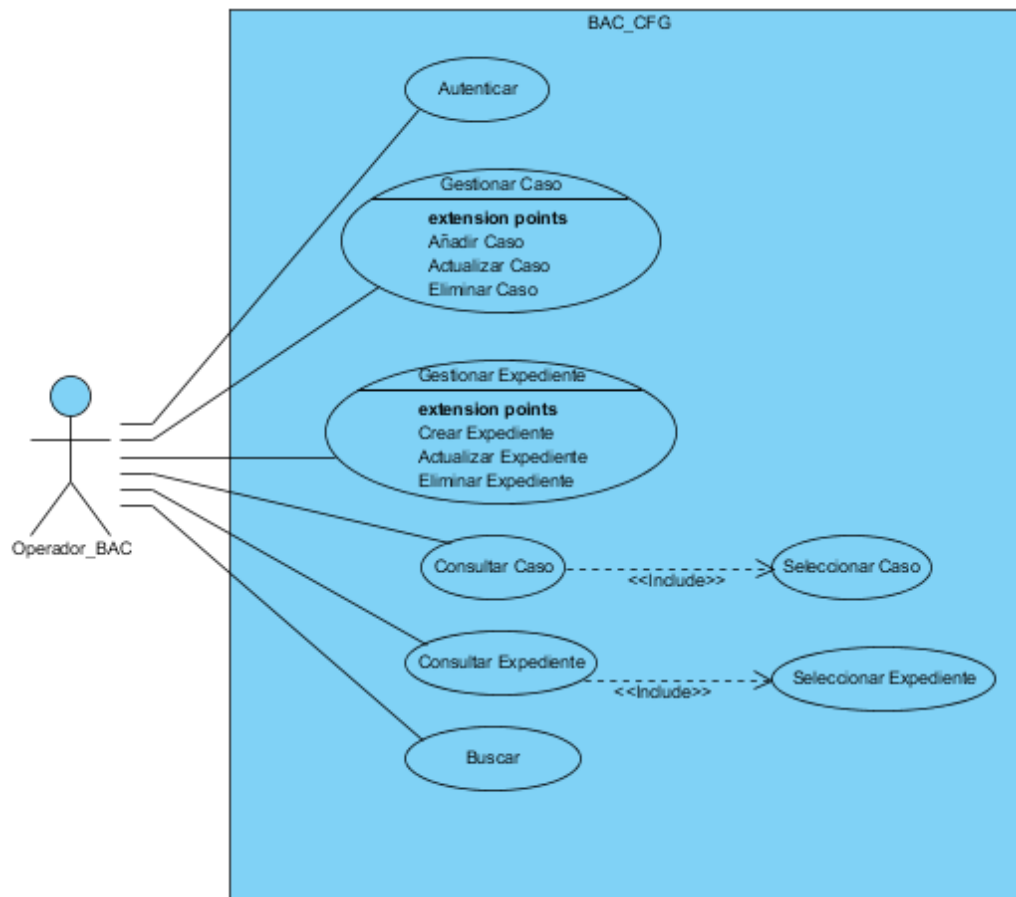 BAC_CFG
Autenticar
Gestionar Caso
extension points
Añadir Caso
Actualizar Caso
Eliminar Caso
Gestionar Expediente
extension points
Crear Expediente
Actualizar Expediente
Eliminar Expediente
Operador_BAC
Consultar Caso
<<Include>>
Seleccionar Caso
Consultar Expediente
<<Include>>
Seleccionar Expediente
Buscar